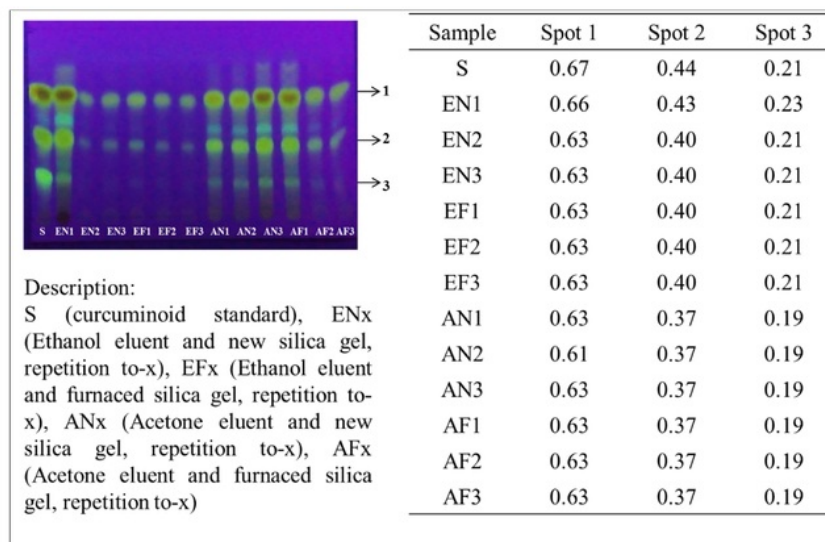 1
2
3
S EN1 EN2 EN3 EF1 EF2 EF3 AN1 AN2 AN3 AF1 AF2 AF3
Description:
S (curcuminoid standard), ENx
(Ethanol eluent and new silica gel,
repetition to-x), EFx (Ethanol eluent
and furnaced silica gel, repetition to-
x), ANx (Acetone eluent and new
silica gel, repetition to-x), AFx
(Acetone eluent and furnaced silica
gel, repetition to-x)
Sample Spot 1 Spot 2 Spot 3
S 0.67 0.44 0.21
EN1 0.66 0.43 0.23
EN2 0.63 0.40 0.21
EN3 0.63 0.40 0.21
EF1 0.63 0.40 0.21
EF2 0.63 0.40 0.21
EF3 0.63 0.40 0.21
AN1 0.63 0.37 0.19
AN2 0.61 0.37 0.19
AN3 0.63 0.37 0.19
AF1 0.63 0.37 0.19
AF2 0.63 0.37 0.19
AF3 0.63 0.37 0.19